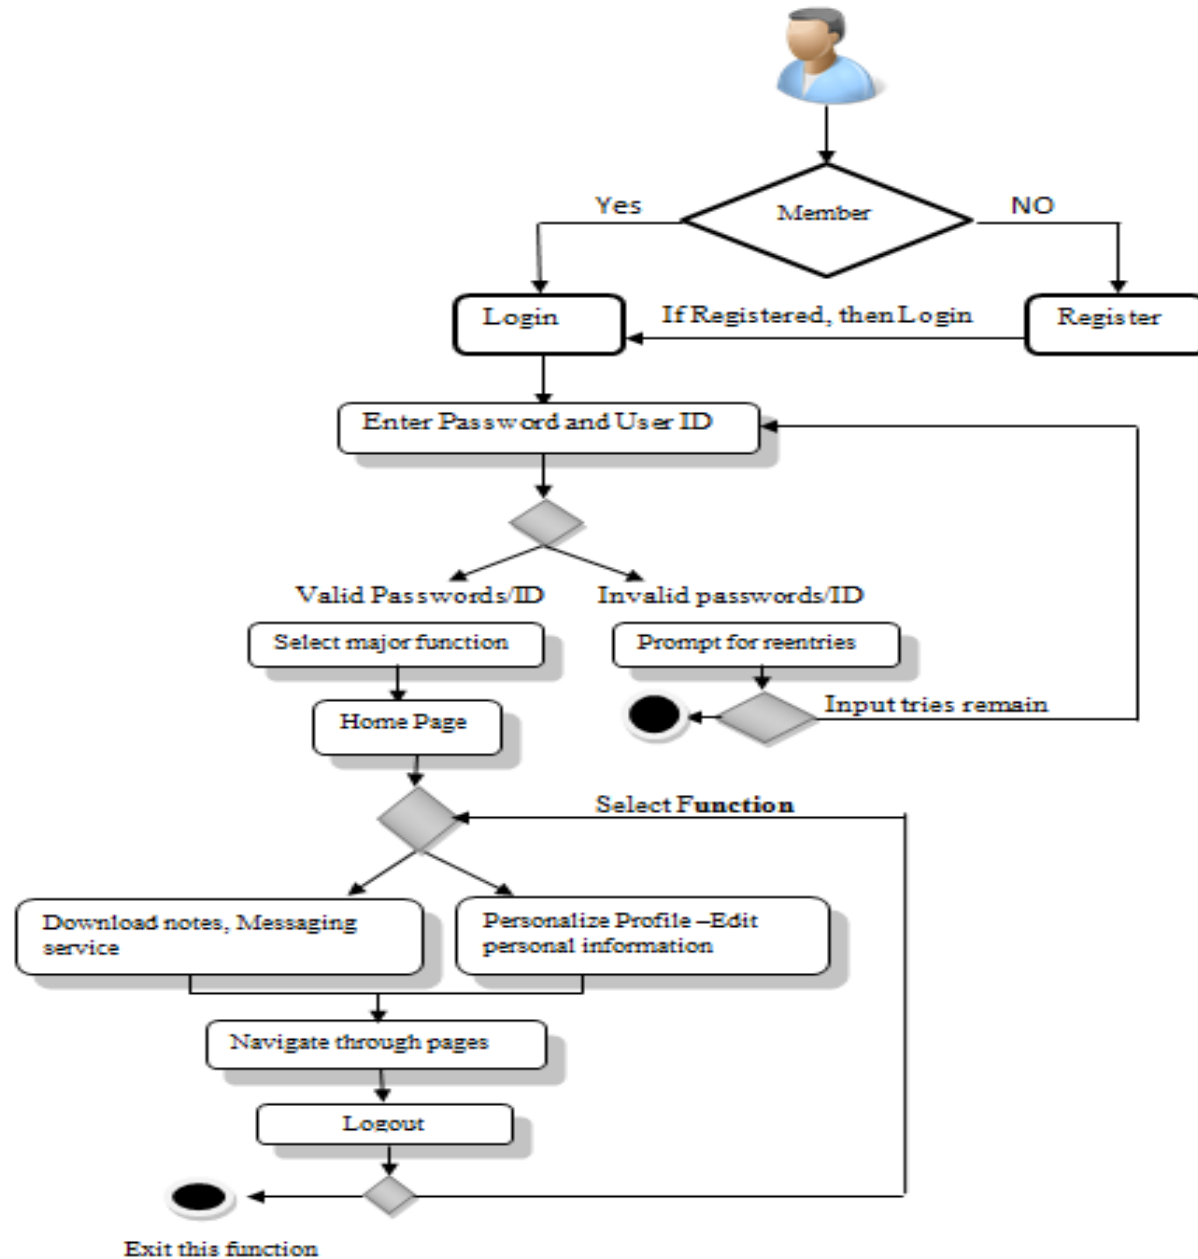 Member
Yes
NO
Login
If Registered, then Login
Register
Enter Password and User ID
Valid Passwords/ID
Invalid passwords/ID
Select major function
Prompt for reentries
Home Page
Input tries remain
Select Function
Download notes, Messaging
service
Personalize Profile –Edit
personal information
Navigate through pages
Logout
Exit this function